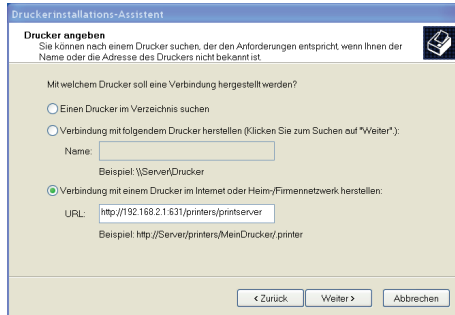 Druckerinstallations-Assistent
Drucker angeben
Sie können nach einem Drucker suchen, der den Anforderungen entspricht, wenn Ihnen der
Name oder die Adresse des Druckers nicht bekannt ist.
Mit welchem Drucker soll eine Verbindung hergestellt werden?
Einen Drucker im Verzeichnis suchen
Verbindung mit folgendem Drucker herstellen (Klicken Sie zum Suchen auf "Weiter".):
Name:
Beispiel: \\Server\Drucker
Verbindung mit einem Drucker im Internet oder Heim-/Firmennetzwerk herstellen:
URL: http://192.168.2.1:631/printers/printserver
Beispiel: http://Server/printers/MeinDrucker/.printer
< Zurück Weiter > Abbrechen